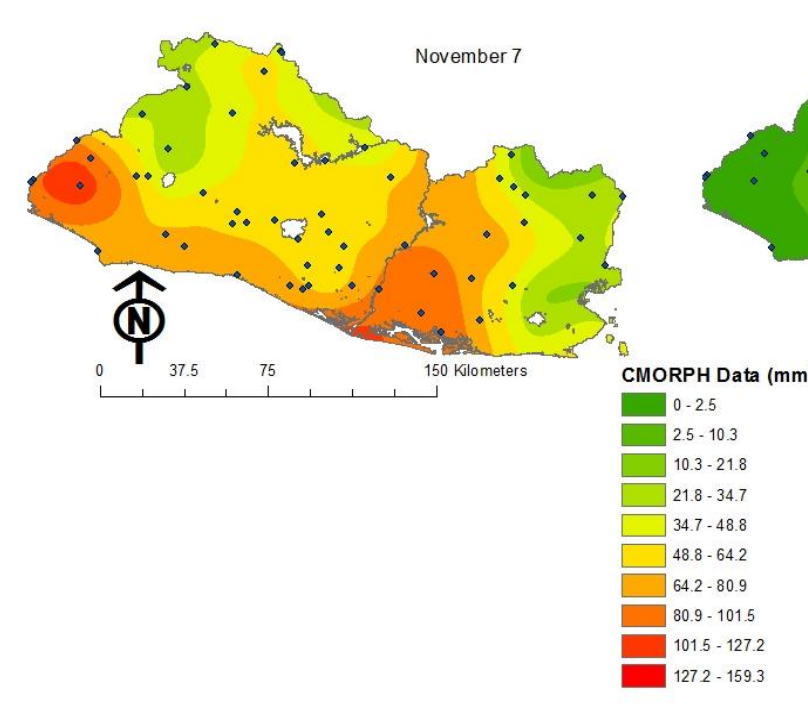 November 7
N
0 37.5 75 150 Kilometers
CMORPH Data (mm
0 - 2.5
2.5 - 10.3
10.3 - 21.8
21.8 - 34.7
34.7 - 48.8
48.8 - 64.2
64.2 - 80.9
80.9 - 101.5
101.5 - 127.2
127.2 - 159.3